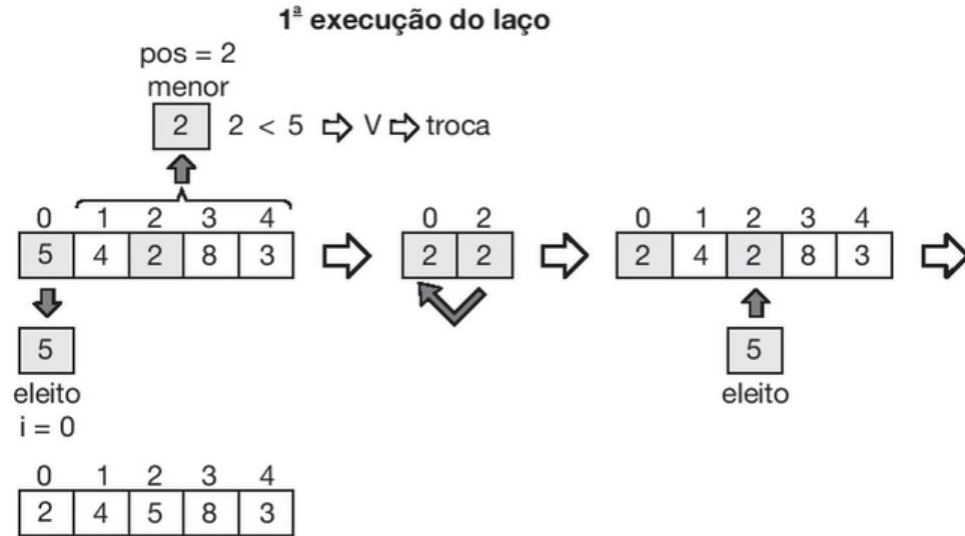 1ª execução do laço
pos = 2
menor
2 2 < 5 ⇨ V ⇨ troca
0 1 2 3 4 0 2 0 1 2 3 4
5 4 2 8 3 2 2 2 4 2 8 3
5 5
eleito eleito
i = 0
0 1 2 3 4
2 4 5 8 3